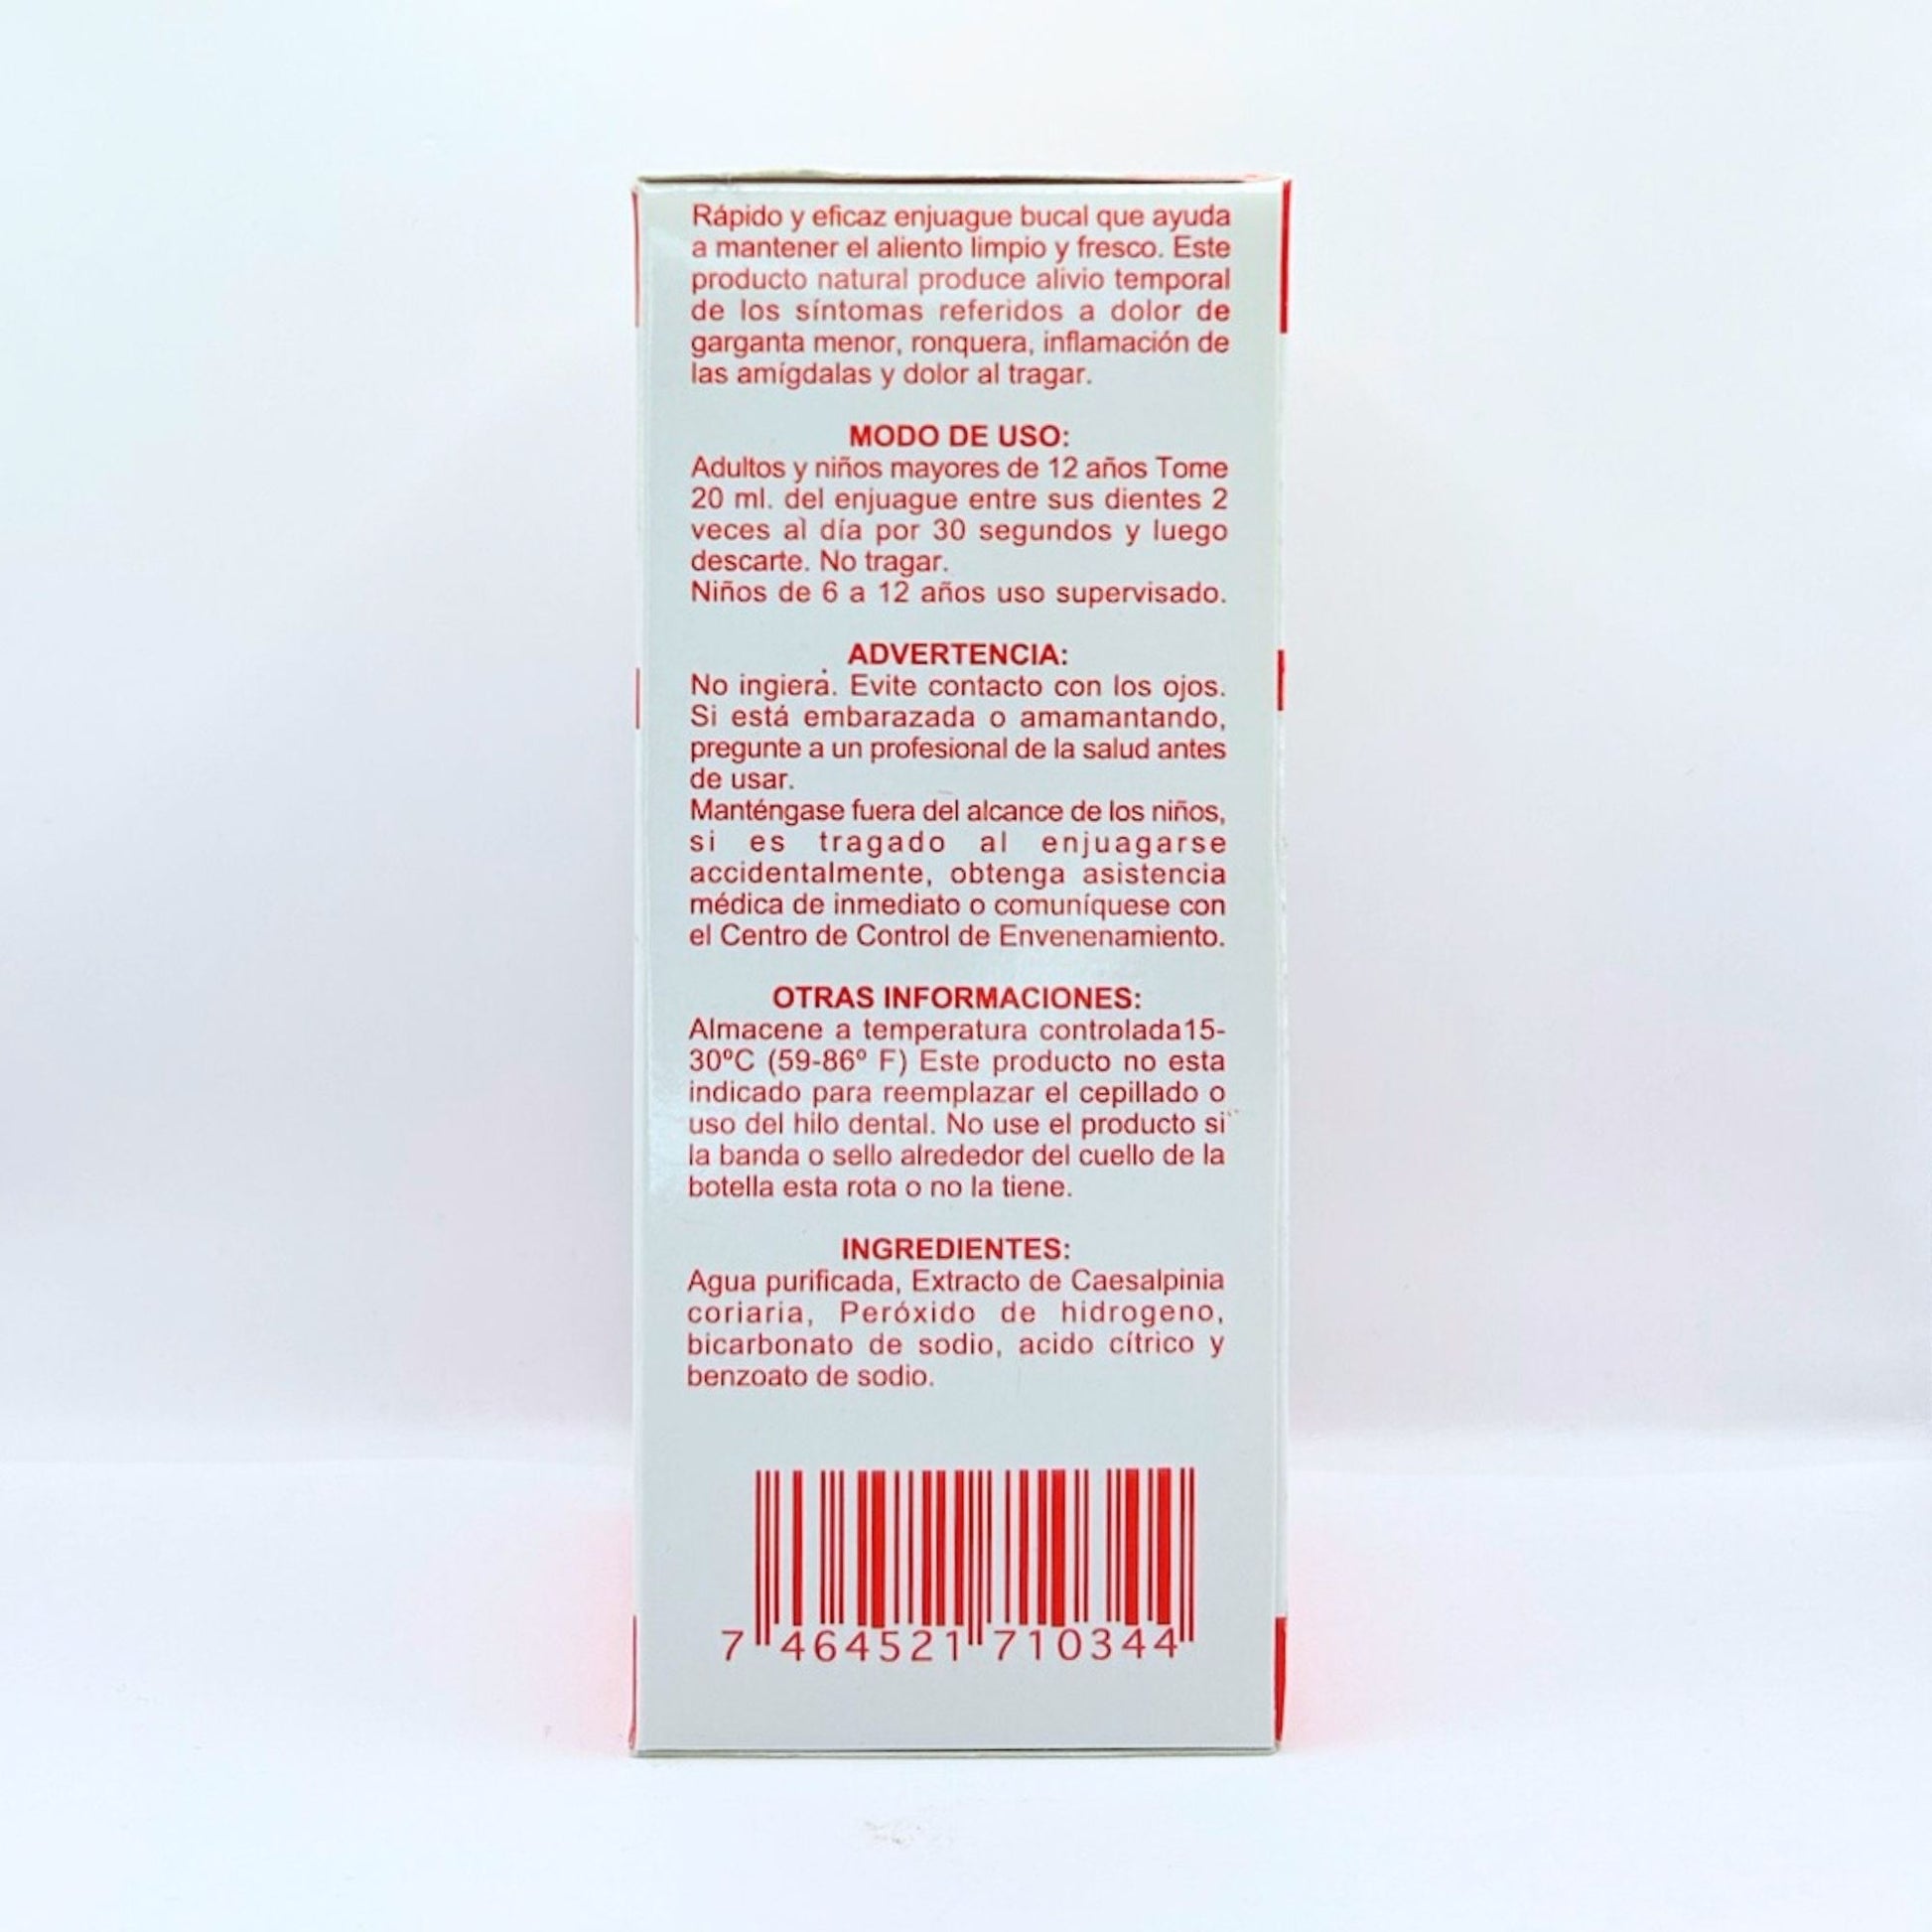 Rápido y eficaz enjuague bucal que ayuda
a mantener el aliento limpio y fresco. Este
producto natural produce alivio temporal
de los síntomas referidos a dolor de
garganta menor, ronquera, inflamación de
las amígdalas y dolor al tragar.
MODO DE USO:
Adultos y niños mayores de 12 años Tome
20 ml. del enjuague entre sus dientes 2
veces al día por 30 segundos y luego
descarte. No tragar.
Niños de 6 a 12 años uso supervisado.
ADVERTENCIA:
No ingiera. Evite contacto con los ojos.
Si está embarazada o amamantando,
pregunte a un profesional de la salud antes
de usar.
Manténgase fuera del alcance de los niños,
si es tragado al enjuagarse
accidentalmente, obtenga asistencia
médica de inmediato o comuníquese con
el Centro de Control de Envenenamiento.
OTRAS INFORMACIONES:
Almacene a temperatura controlada15-
30ºC (59-86º F) Este producto no esta
indicado para reemplazar el cepillado o
uso del hilo dental. No use el producto si
la banda o sello alrededor del cuello de la
botella esta rota o no la tiene.
INGREDIENTES:
Agua purificada, Extracto de Caesalpinia
coriaria, Peróxido de hidrogeno,
bicarbonato de sodio, acido cítrico y
benzoato de sodio.
7 464521 710344